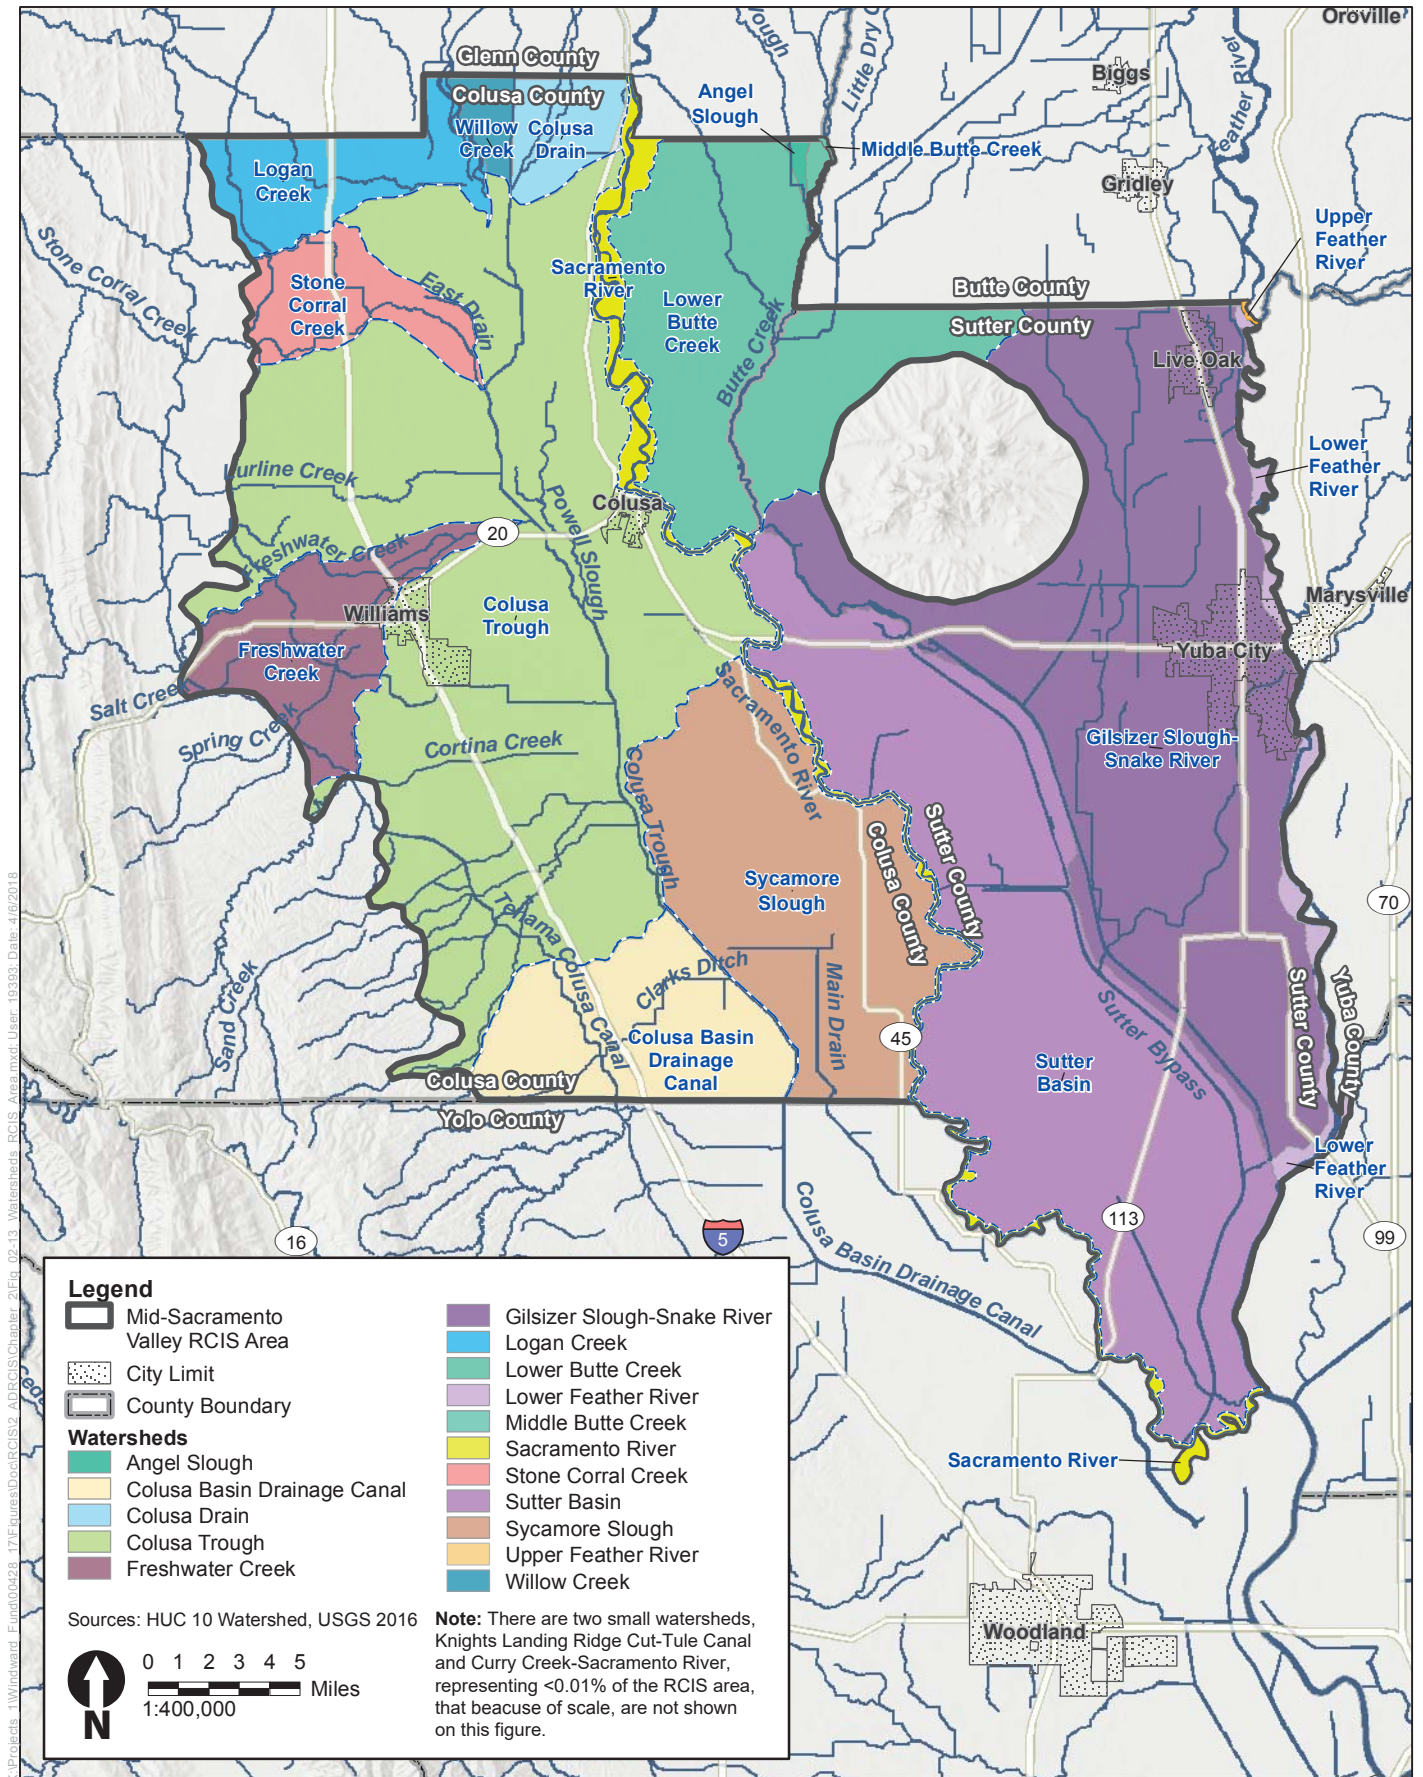 Oroville
Glenn County
Colusa County
Slough
Little Dry C
Biggs
Feather River
Angel
Slough
Middle Butte Creek
Willow
Creek
Colusa
Drain
Logan
Creek
Gridley
Upper
Feather
River
Stone Corral Creek
Stone
Corral
Creek
East Drain
Sacramento
River
Lower
Butte
Creek
Butte Creek
Butte County
Sutter County
Live Oak
Lower
Feather
River
Lurline Creek
Powell Slough
Colusa
Freshwater Creek
20
Williams
Colusa
Trough
Marysville
Yuba City
Freshwater
Creek
Salt Creek
Spring Creek
Cortina Creek
Sacramento River
Gilsizer Slough-
Snake River
Colusa Trough
Sutter County
Colusa County
Sycamore
Slough
70
Tehama Colusa Canal
Clarks Ditch
Main Drain
Sand Creek
Colusa Basin
Drainage
Canal
45
Sutter Bypass
Sutter
Basin
Sutter County
Yuba County
Colusa County
Yolo County
Lower
Feather
River
Colusa Basin Drainage Canal
113
16
5
99
Sacramento River
Woodland
Legend
Mid-Sacramento
Valley RCIS Area
City Limit
County Boundary
Watersheds
Angel Slough
Colusa Basin Drainage Canal
Colusa Drain
Colusa Trough
Freshwater Creek
Gilsizer Slough-Snake River
Logan Creek
Lower Butte Creek
Lower Feather River
Middle Butte Creek
Sacramento River
Stone Corral Creek
Sutter Basin
Sycamore Slough
Upper Feather River
Willow Creek
Sources: HUC 10 Watershed, USGS 2016
0 1 2 3 4 5
Miles
1:400,000
N
Note: There are two small watersheds,
Knights Landing Ridge Cut-Tule Canal
and Curry Creek-Sacramento River,
representing <0.01% of the RCIS area,
that beacuse of scale, are not shown
on this figure.